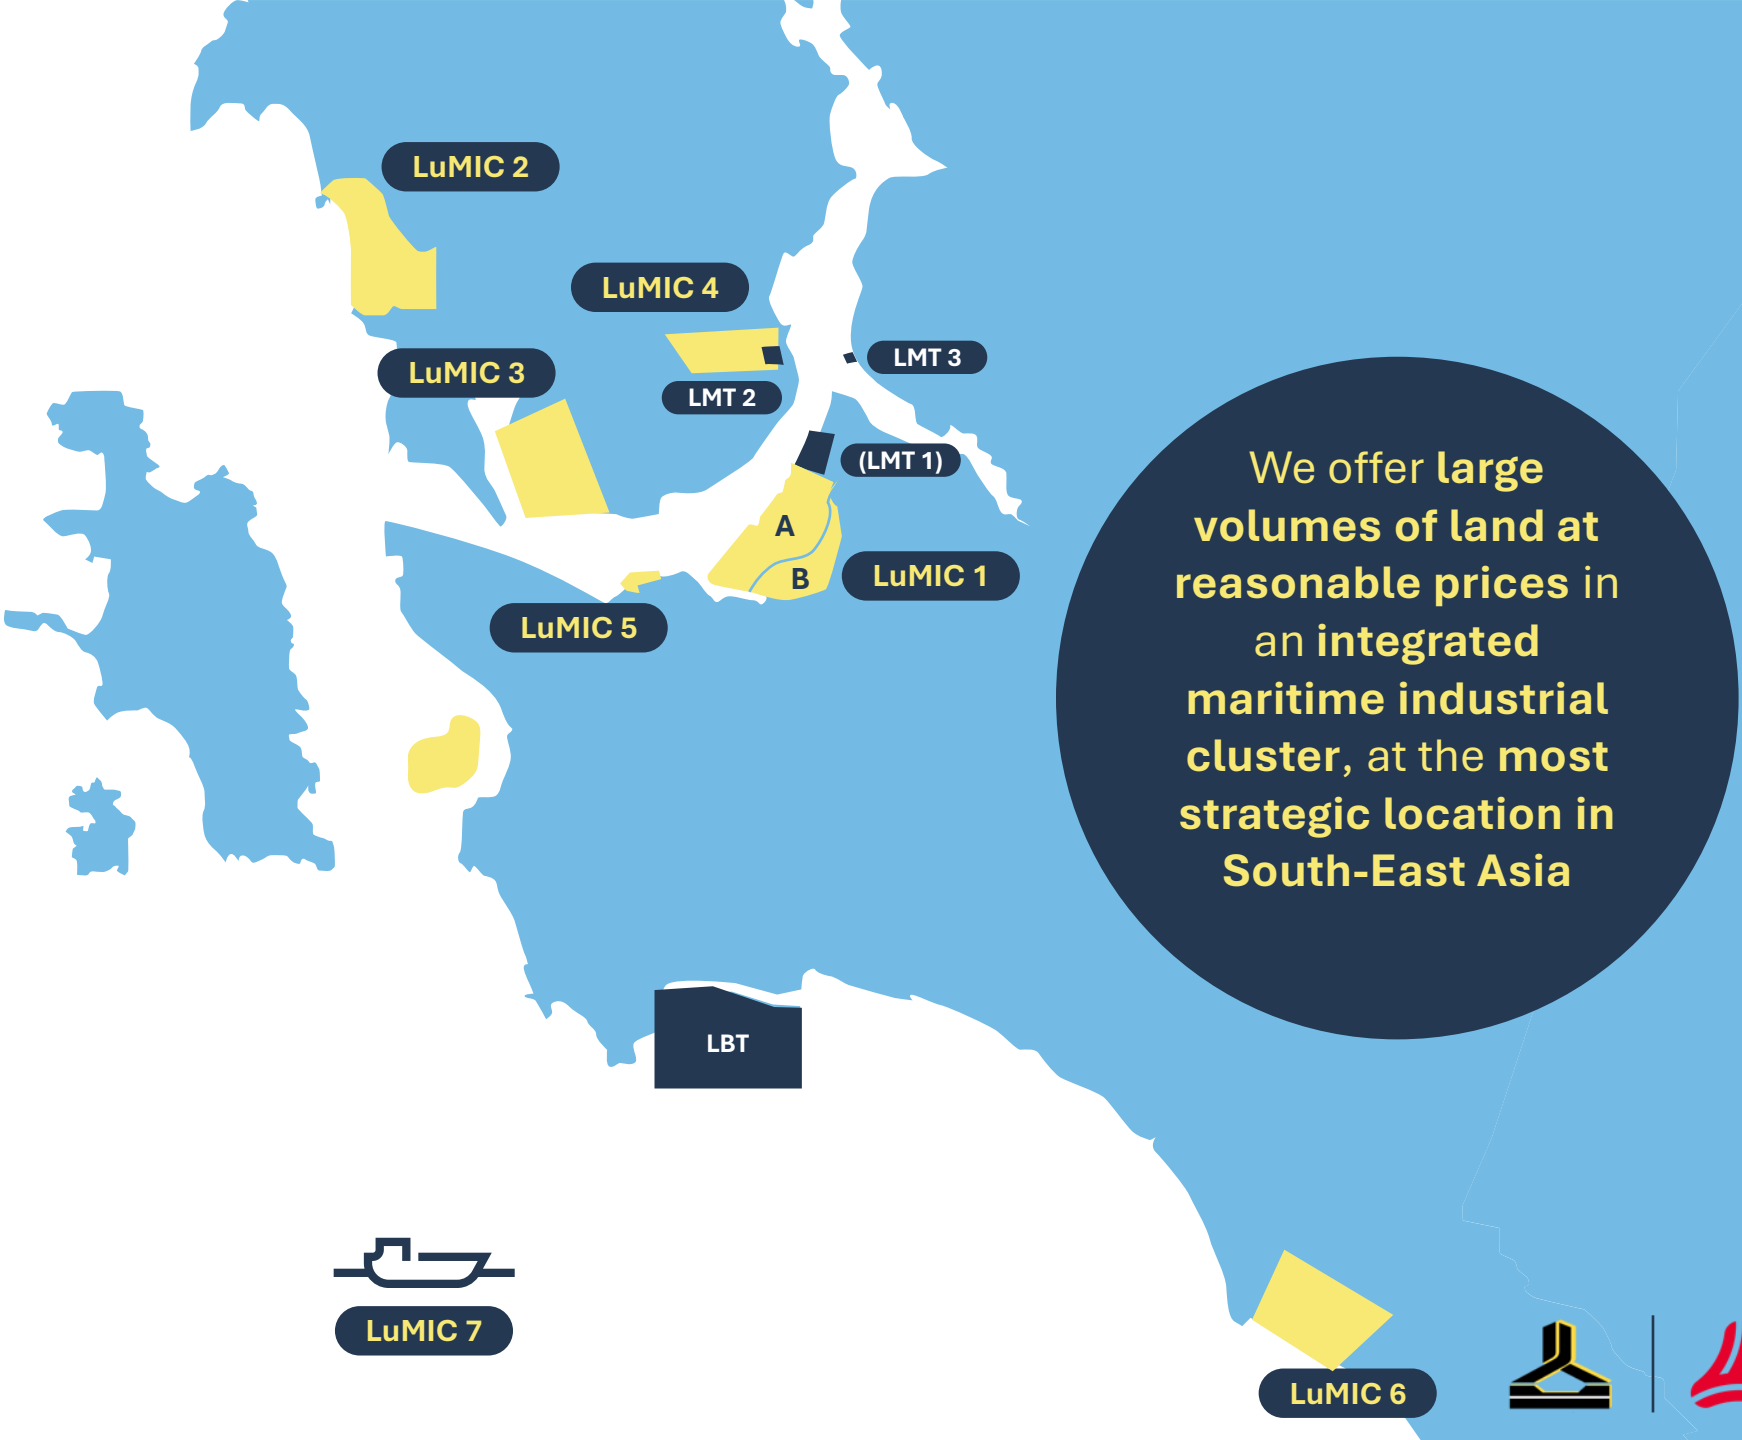 LuMIC 2
LuMIC 4
LuMIC 3
LMT 3
LMT 2
(LMT 1)
A
B
LuMIC 1
LuMIC 5
We offer large
volumes of land at
reasonable prices in
an integrated
maritime industrial
cluster, at the most
strategic location in
South-East Asia
LBT
LuMIC 7
LuMIC 6